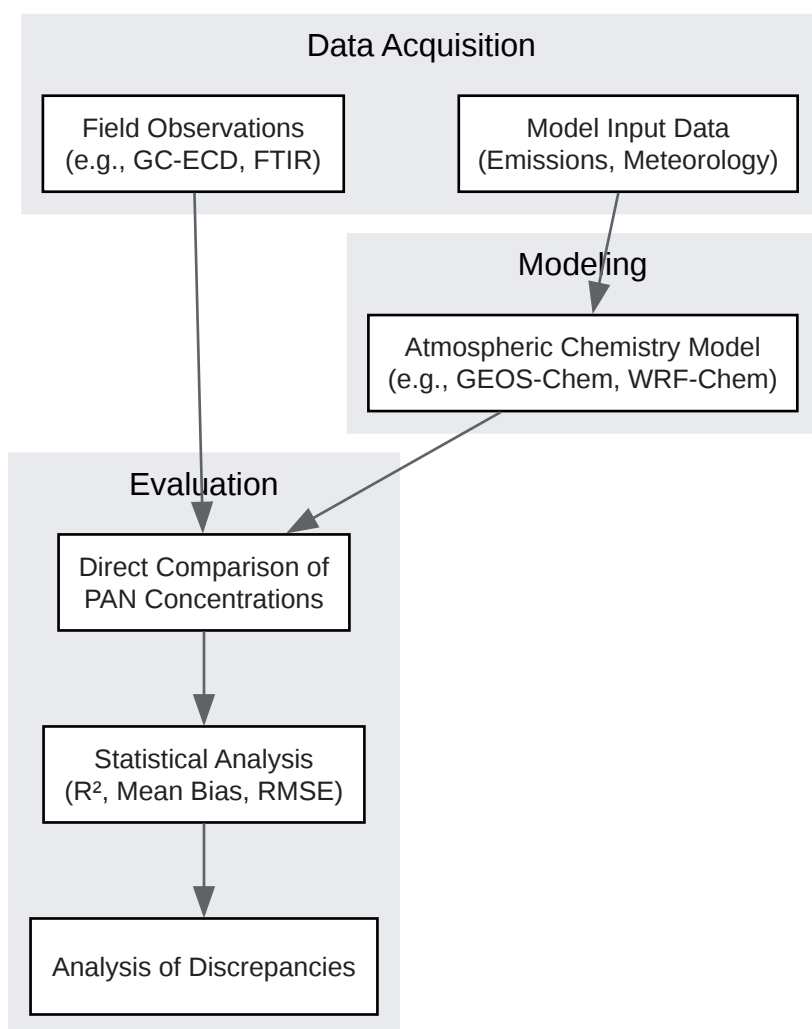 Data Acquisition
Field Observations
(e.g., GC-ECD, FTIR)
Model Input Data
(Emissions, Meteorology)
Modeling
Atmospheric Chemistry Model
(e.g., GEOS-Chem, WRF-Chem)
Evaluation
Direct Comparison of
PAN Concentrations
Statistical Analysis
(R², Mean Bias, RMSE)
Analysis of Discrepancies